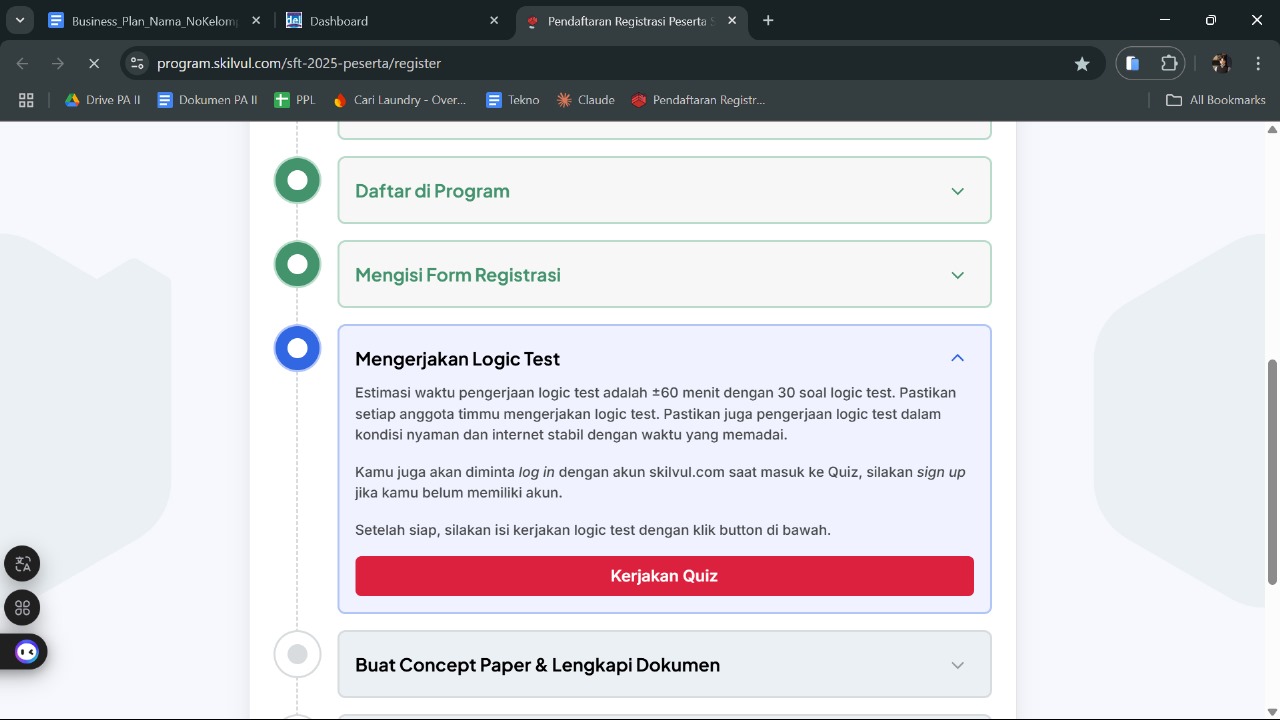 Business_Plan_Nama_NoKelom
Dashboard
Pendaftaran Registrasi Peserta S
program.skilvul.com/sft-2025-peserta/register
Drive PA II
Dokumen PA II
PPL
Cari Laundry - Over...
Tekno
Claude
Pendaftaran Registr...
All Bookmarks
Daftar di Program
Mengisi Form Registrasi
Mengerjakan Logic Test
Estimasi waktu pengerjaan logic test adalah ±60 menit dengan 30 soal logic test. Pastikan
setiap anggota timmu mengerjakan logic test. Pastikan juga pengerjaan logic test dalam
kondisi nyaman dan internet stabil dengan waktu yang memadai.
Kamu juga akan diminta log in dengan akun skilvul.com saat masuk ke Quiz, silakan sign up
jika kamu belum memiliki akun.
Setelah siap, silakan isi kerjakan logic test dengan klik button di bawah.
Kerjakan Quiz
Buat Concept Paper & Lengkapi Dokumen